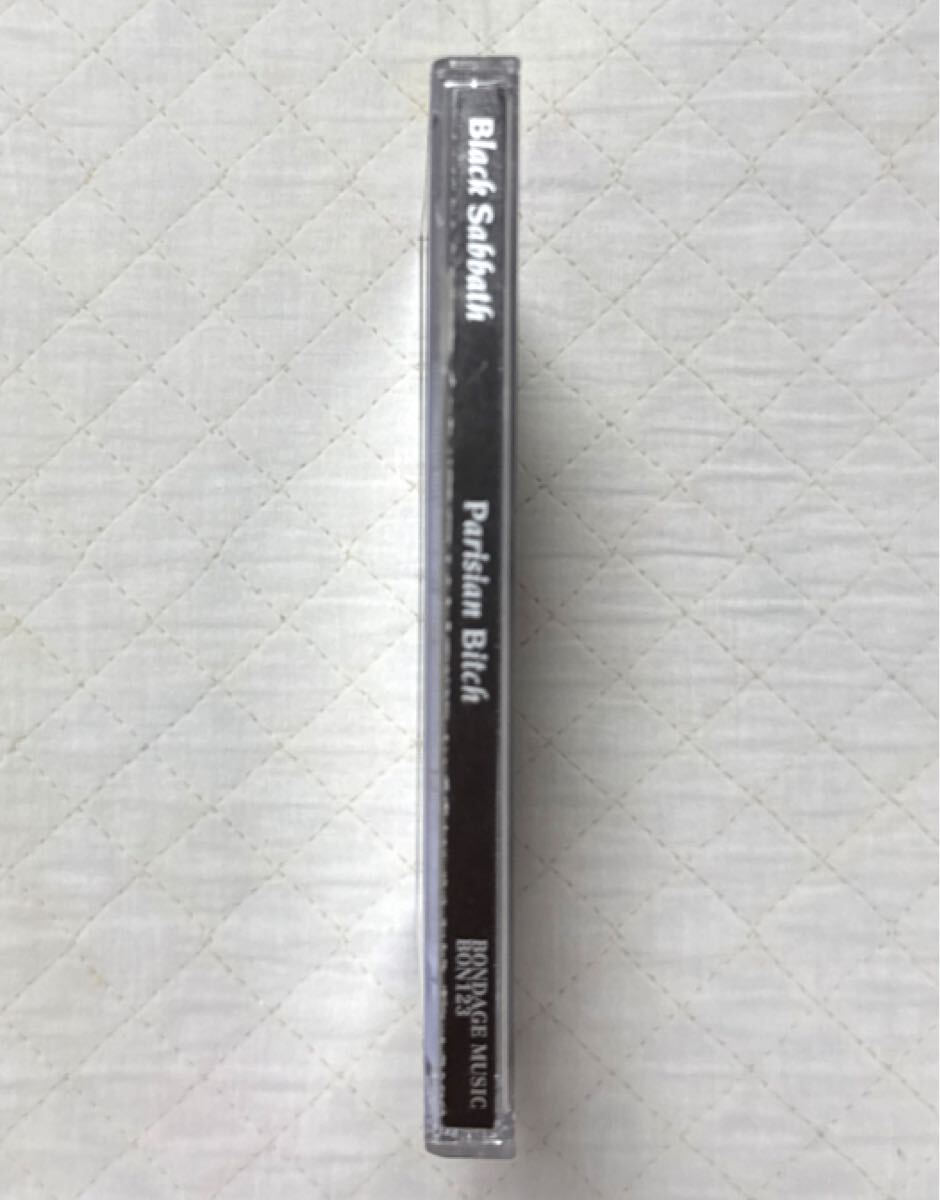 Black Sabbath
Parisian Bitch
BONDAGE MUSIC
BON123